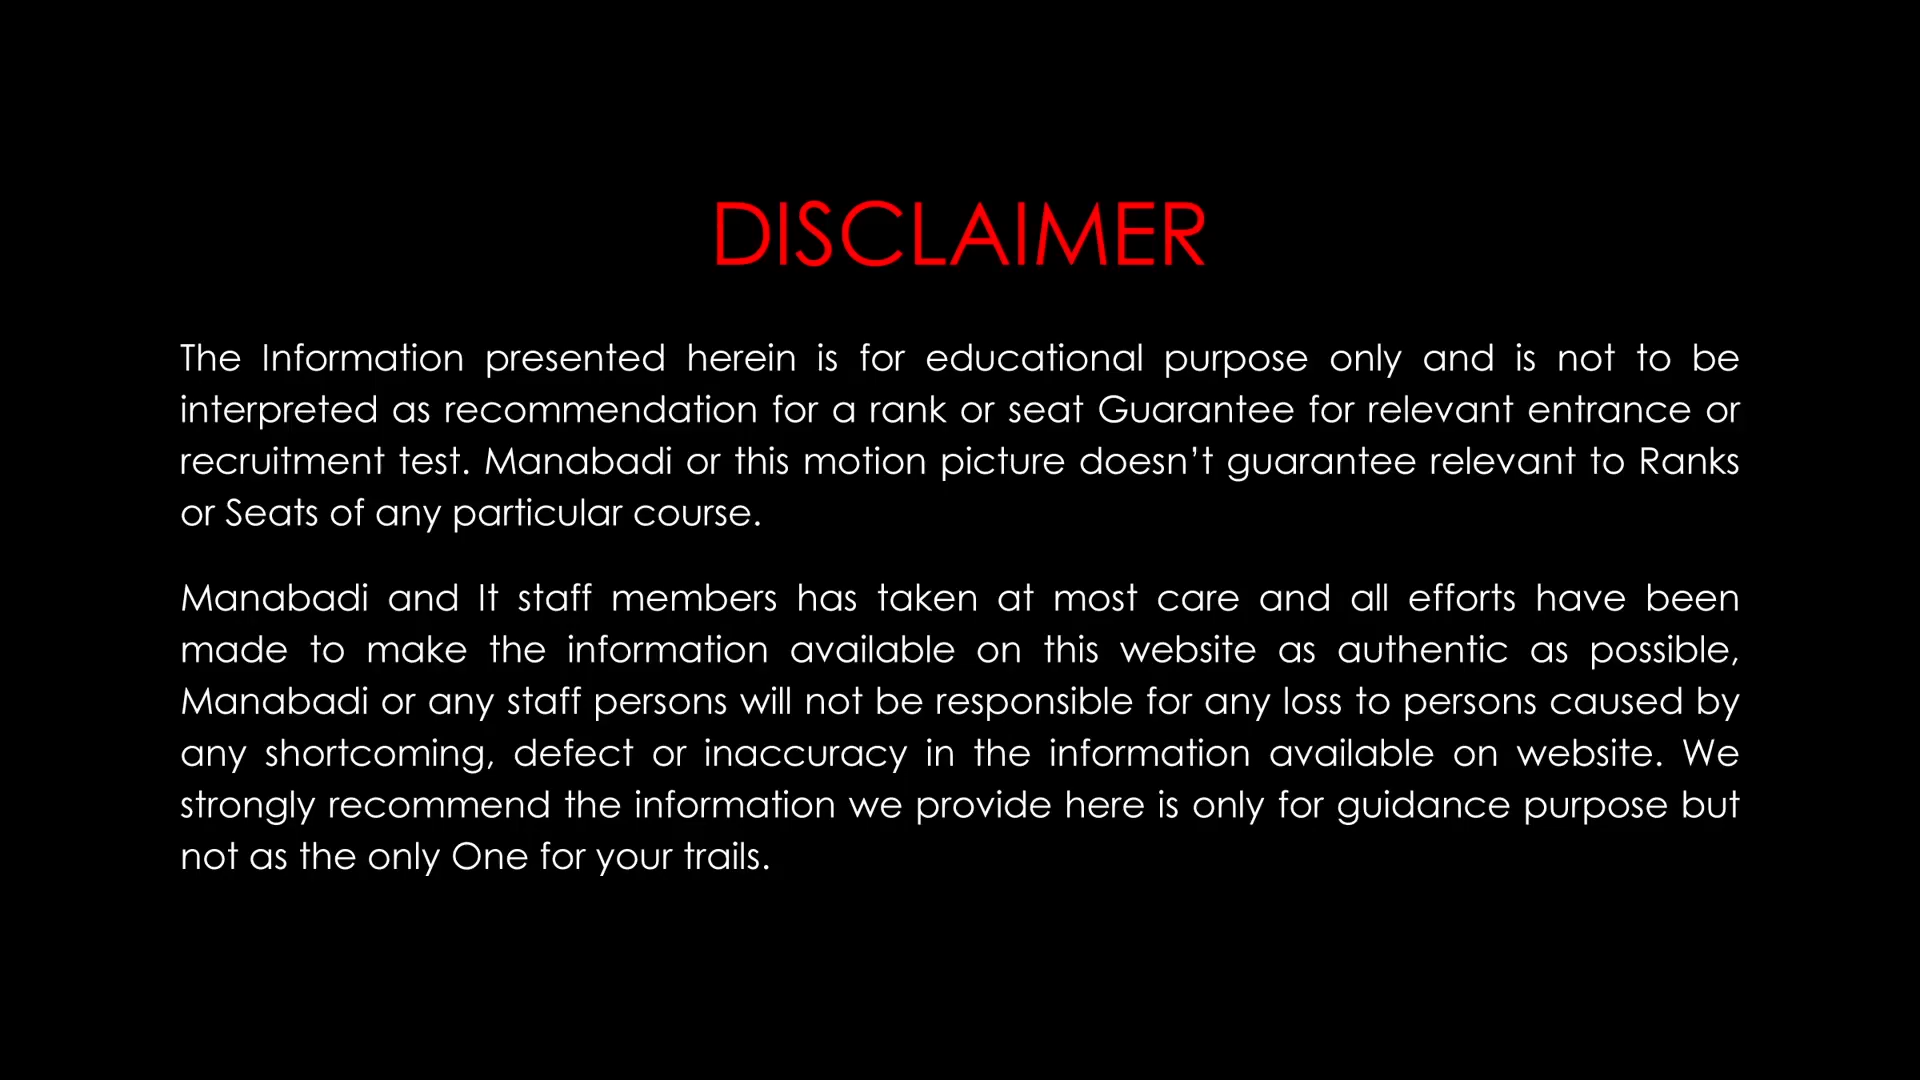 DISCLAIMER
The Information presented herein is for educational purpose only and is not to be
interpreted as recommendation for a rank or seat Guarantee for relevant entrance or
recruitment test. Manabadi or this motion picture doesn’t guarantee relevant to Ranks
or Seats of any particular course.
Manabadi and It staff members has taken at most care and all efforts have been
made to make the information available on this website as authentic as possible,
Manabadi or any staff persons will not be responsible for any loss to persons caused by
any shortcoming, defect or inaccuracy in the information available on website. We
strongly recommend the information we provide here is only for guidance purpose but
not as the only One for your trails.